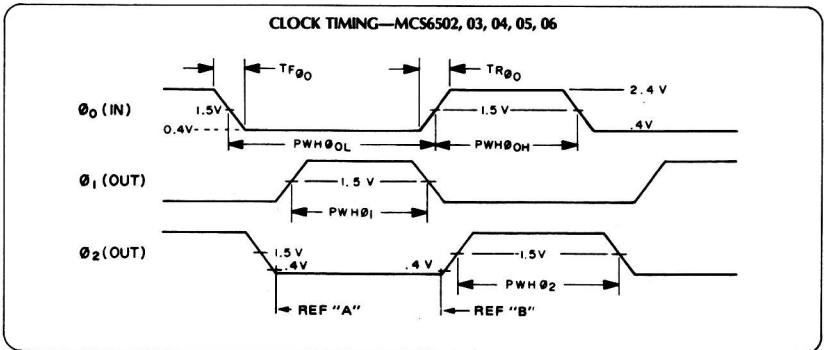 CLOCK TIMING—MCS6502, 03, 04, 05, 06
TFØ0
TRØ0
Ø0 (IN)
1.5V
1.5V
2.4 V
0.4V
.4V
PWHØ0L
PWHØ0H
Ø1 (OUT)
1.5 V
PWHØ1
Ø2 (OUT)
1.5 V
.4V
.4 V
1.5V
PWHØ2
REF "A"
REF "B"